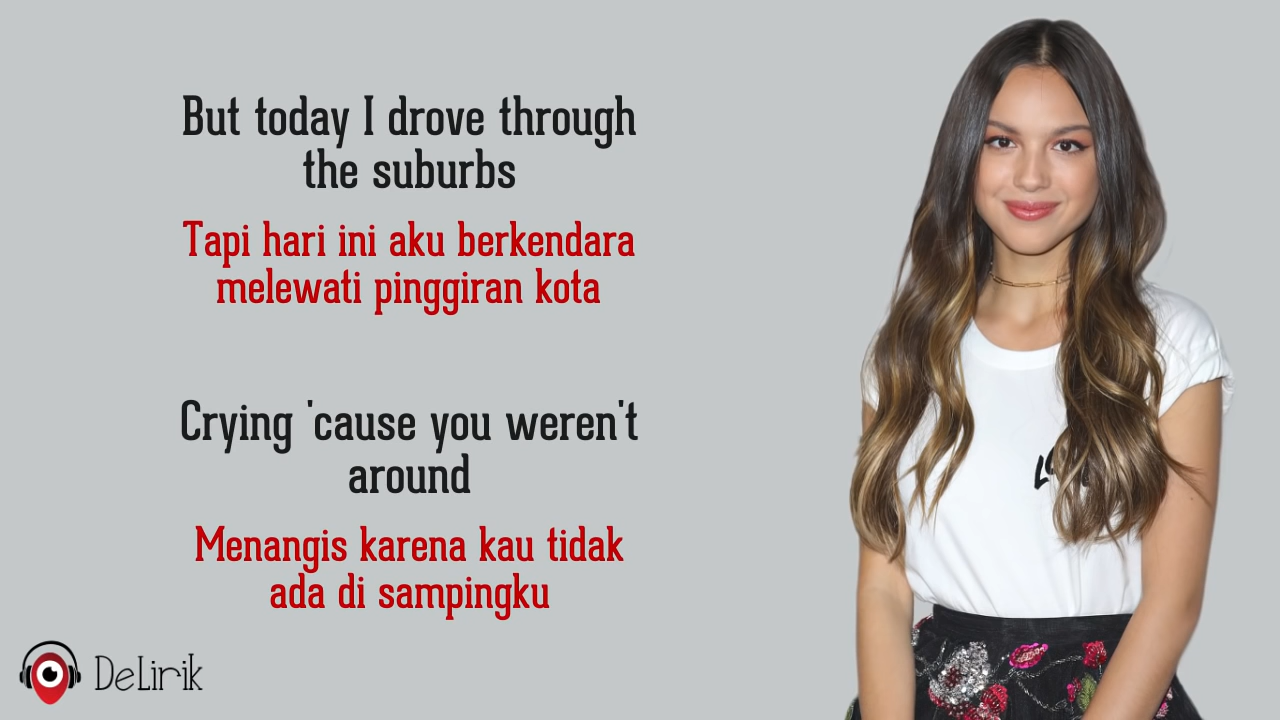 But today I drove through
the suburbs
Tapi hari ini aku berkendara
melewati pinggiran kota
Crying 'cause you weren't
around
Menangis karena kau tidak
ada di sampingku
DeLirik